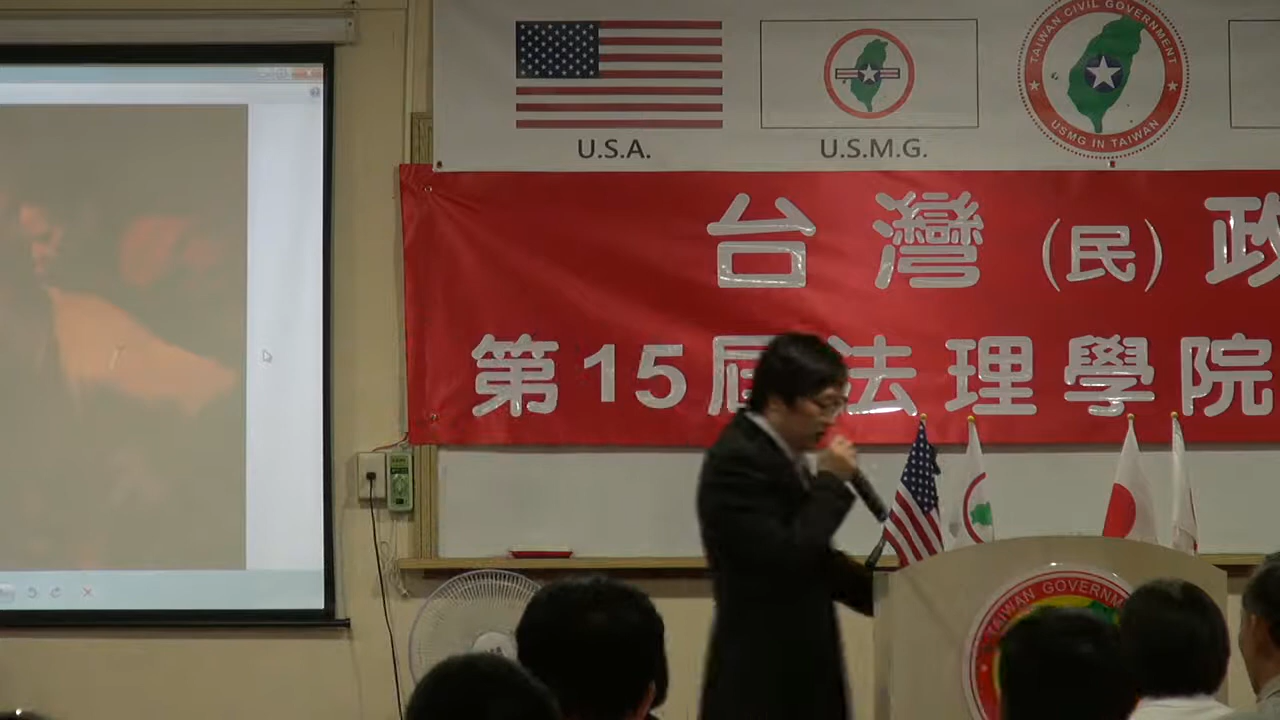 U.S.A.
U.S.M.G.
TAIWAN CIVIL GOVERNMENT
USMG IN TAIWAN
台灣(民)政
第15屆法理學院
TAIWAN GOVERNM